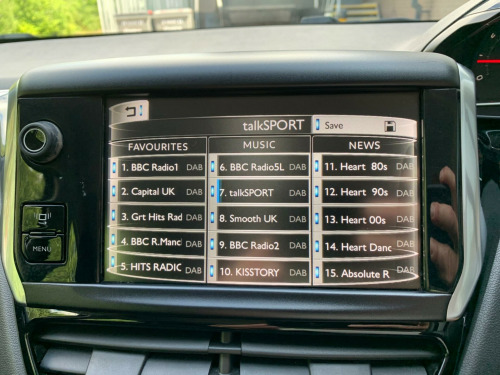 talkSPORT Save
FAVOURITES MUSIC NEWS
1. BBC Radio1 DAB 6. BBC Radio5L DAB 11. Heart 80s DAB
2. Capital UK DAB 7. talkSPORT DAB 12. Heart 90s DAB
3. Grt Hits Rad DAB 8. Smooth UK DAB 13. Heart 00s DAB
4. BBC R.Manc DAB 9. BBC Radio2 DAB 14. Heart Danc DAB
5. HITS RADIC DAB 10. KISSTORY DAB 15. Absolute R DAB
MENU